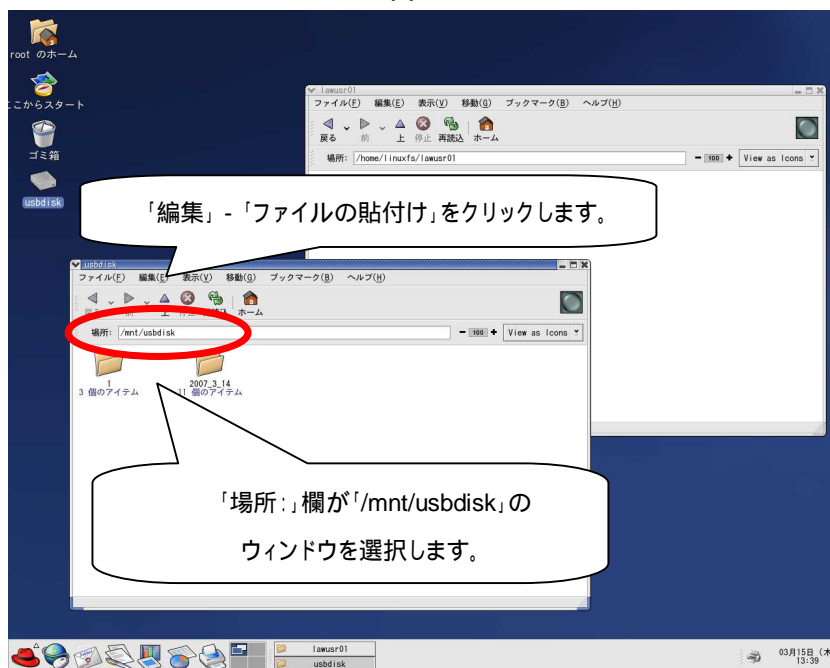 root のホーム
ここからスタート
ゴミ箱
usbdisk
lawusr01
ファイル(F) 編集(E) 表示(V) 移動(G) ブックマーク(B) ヘルプ(H)
戻る 前 上 停止 再読込 ホーム
場所: /home/linuxfs/lawusr01 100 View as Icons
「編集」-「ファイルの貼付け」をクリックします。
usbdisk
ファイル(F) 編集(E) 表示(V) 移動(G) ブックマーク(B) ヘルプ(H)
ホーム
場所: /mnt/usbdisk 100 View as Icons
1 2007_3_14
3 個のアイテム 11 個のアイテム
「場所:」欄が「/mnt/usbdisk」の
ウィンドウを選択します。
lawusr01
usbdisk
03月15日 (木
13:39